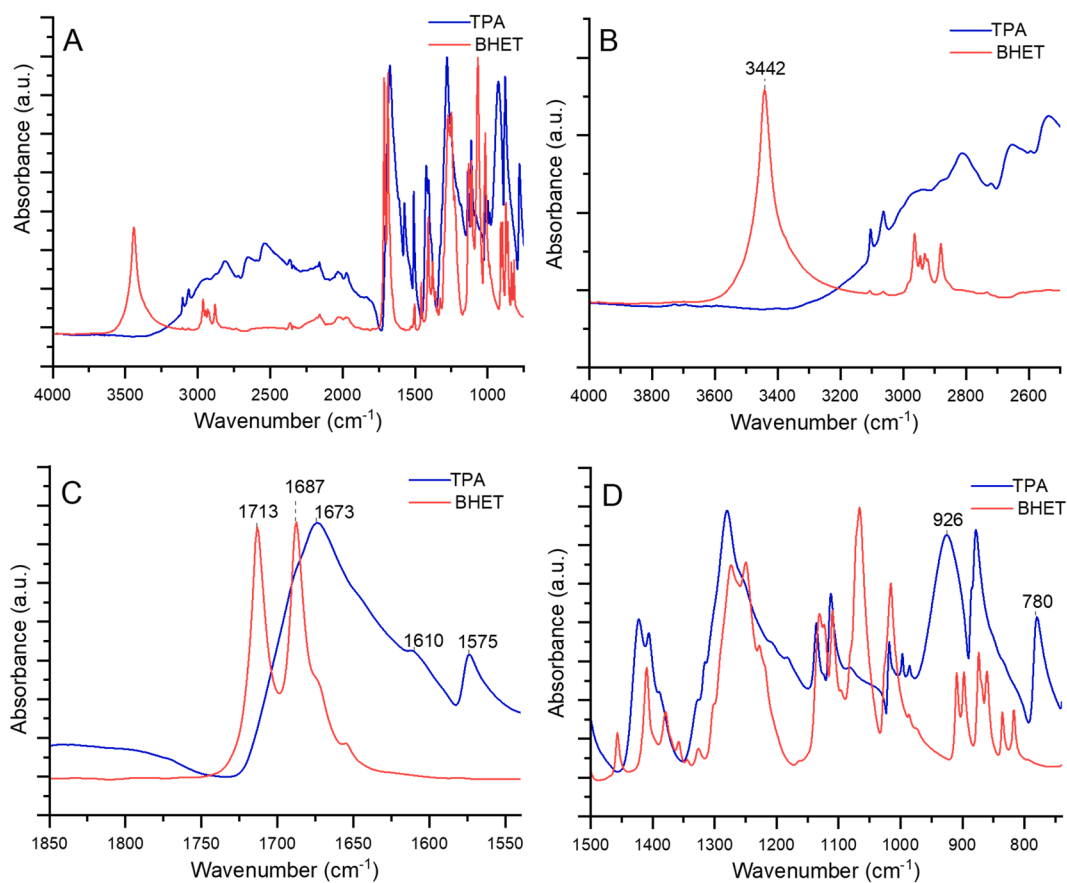 A
TPA
BHET
Absorbance (a.u.)
4000 3500 3000 2500 2000 1500 1000
Wavenumber (cm-1)
B
TPA
BHET
3442
Absorbance (a.u.)
4000 3800 3600 3400 3200 3000 2800 2600
Wavenumber (cm-1)
C
TPA
BHET
1687
1713 1673
1610 1575
Absorbance (a.u.)
1850 1800 1750 1700 1650 1600 1550
Wavenumber (cm-1)
D
TPA
BHET
926
780
Absorbance (a.u.)
1500 1400 1300 1200 1100 1000 900 800
Wavenumber (cm-1)